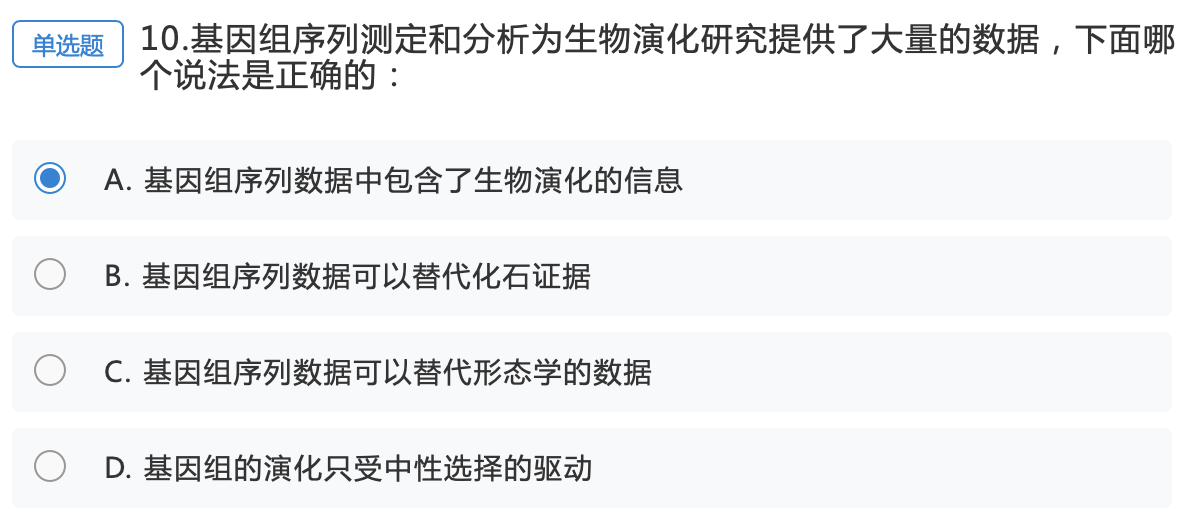 单选题
10.基因组序列测定和分析为生物演化研究提供了大量的数据，下面哪
个说法是正确的：
A. 基因组序列数据中包含了生物演化的信息
B. 基因组序列数据可以替代化石证据
C. 基因组序列数据可以替代形态学的数据
D. 基因组的演化只受中性选择的驱动